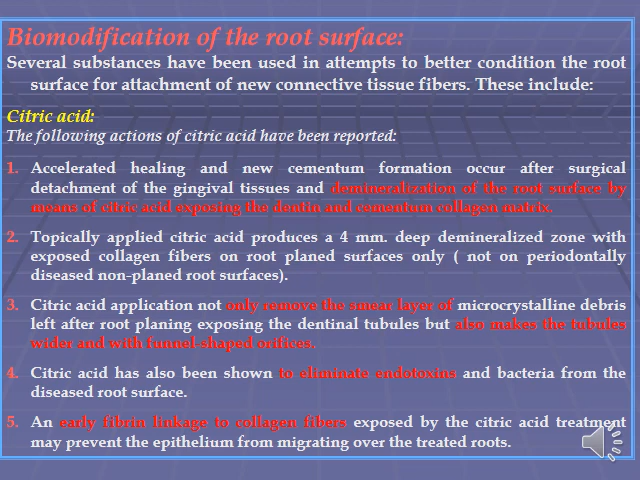 Biomodification of the root surface:
Several substances have been used in attempts to better condition the root
surface for attachment of new connective tissue fibers. These include:
Citric acid:
The following actions of citric acid have been reported:
1. Accelerated healing and new cementum formation occur after surgical
detachment of the gingival tissues and demineralization of the root surface by
means of citric acid exposing the dentin and cementum collagen matrix.
2. Topically applied citric acid produces a 4 mm. deep demineralized zone with
exposed collagen fibers on root planed surfaces only ( not on periodontally
diseased non-planed root surfaces).
3. Citric acid application not only remove the smear layer of microcrystalline debris
left after root planing exposing the dentinal tubules but also makes the tubules
wider and with funnel-shaped orifices.
4. Citric acid has also been shown to eliminate endotoxins and bacteria from the
diseased root surface.
5. An early fibrin linkage to collagen fibers exposed by the citric acid treatment
may prevent the epithelium from migrating over the treated roots.